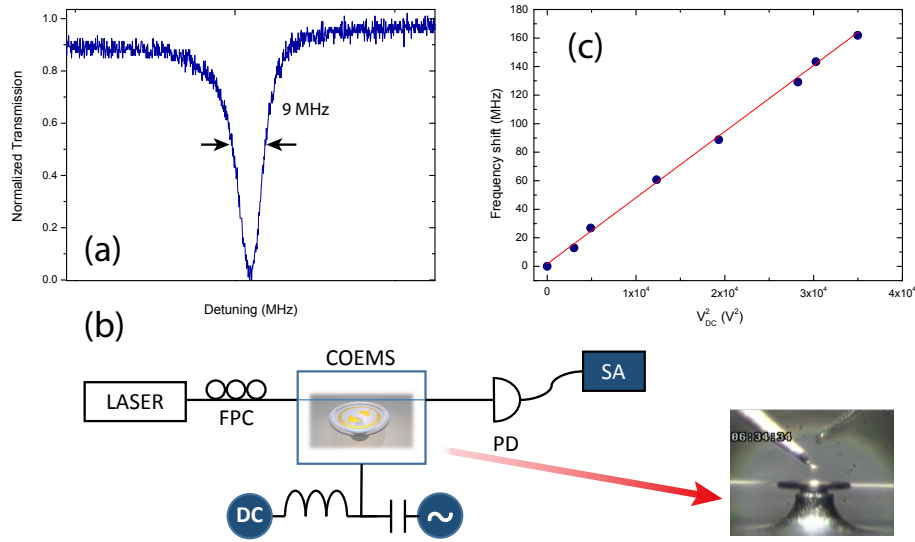 (a)
1.0
0.8
0.6
0.4
0.2
0.0
Normalized Transmission
9 MHz
Detuning (MHz)
(c)
180
160
140
120
100
80
60
40
20
0
-20
Frequency shift (MHz)
0 1x10⁴ 2x10⁴ 3x10⁴ 4x10⁴
V²DC (V²)
(b)
COEMS
LASER
FPC
PD
SA
DC
06:34:34